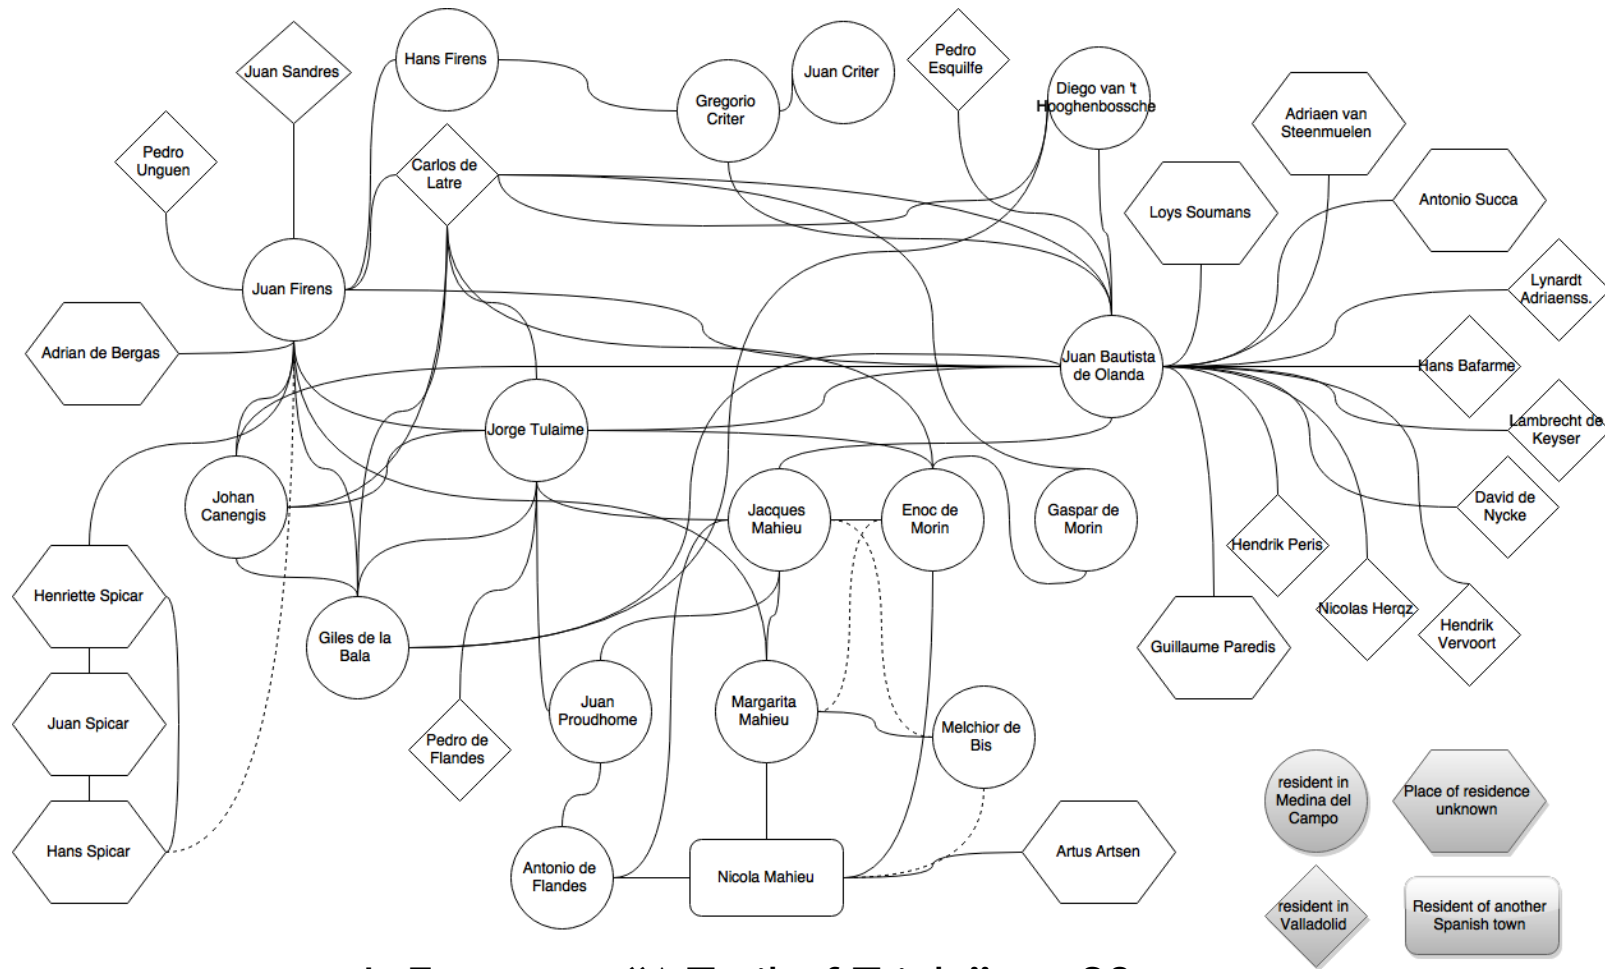 Hans Firens
Pedro
Esquilfe
Juan Sandres
Juan Criter
Gregorio
Criter
Diego van 't
Hooghenbossche
Adriaen van
Steenmuelen
Pedro
Unguen
Carlos de
Latre
Loys Soumans
Antonio Succa
Juan Firens
Lynardt
Adriaenss.
Adrian de Bergas
Juan Bautista
de Olanda
Hans Bafarme
Jorge Tulaime
Lambrecht de
Keyser
Johan
Canengis
Jacques
Mahieu
Enoc de
Morin
Gaspar de
Morin
David de
Nycke
Hendrik Peris
Henriette Spicar
Nicolas Herqz
Giles de la
Bala
Guillaume Paredis
Hendrik
Vervoort
Juan Spicar
Juan
Proudhome
Margarita
Mahieu
Melchior de
Bis
Pedro de
Flandes
resident in
Medina del
Campo
Place of residence
unknown
Hans Spicar
Antonio de
Flandes
Nicola Mahieu
Artus Artsen
resident in
Valladolid
Resident of another
Spanish town